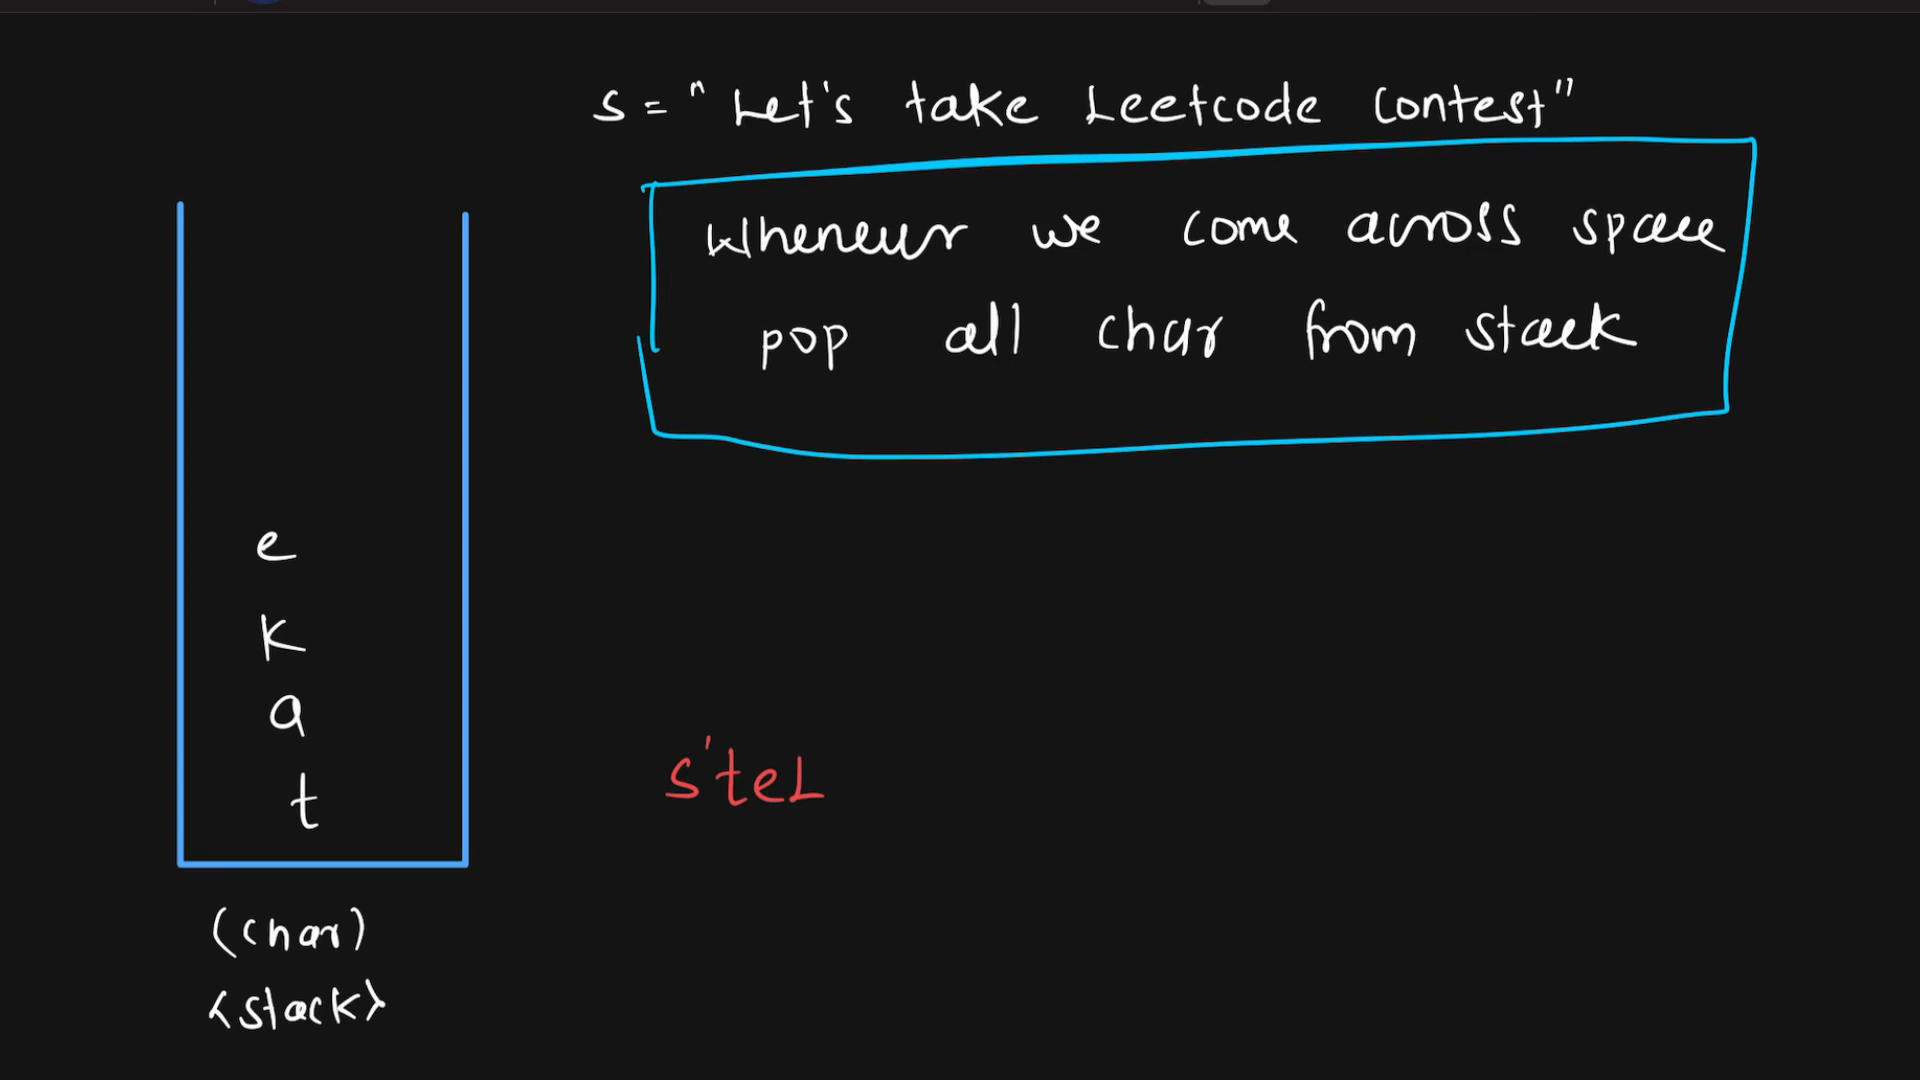 s = "Let's take Leetcode Contest"
Whenever we come across space
pop all char from stack
e
k
a
t
s'teL
(char)
<stack>